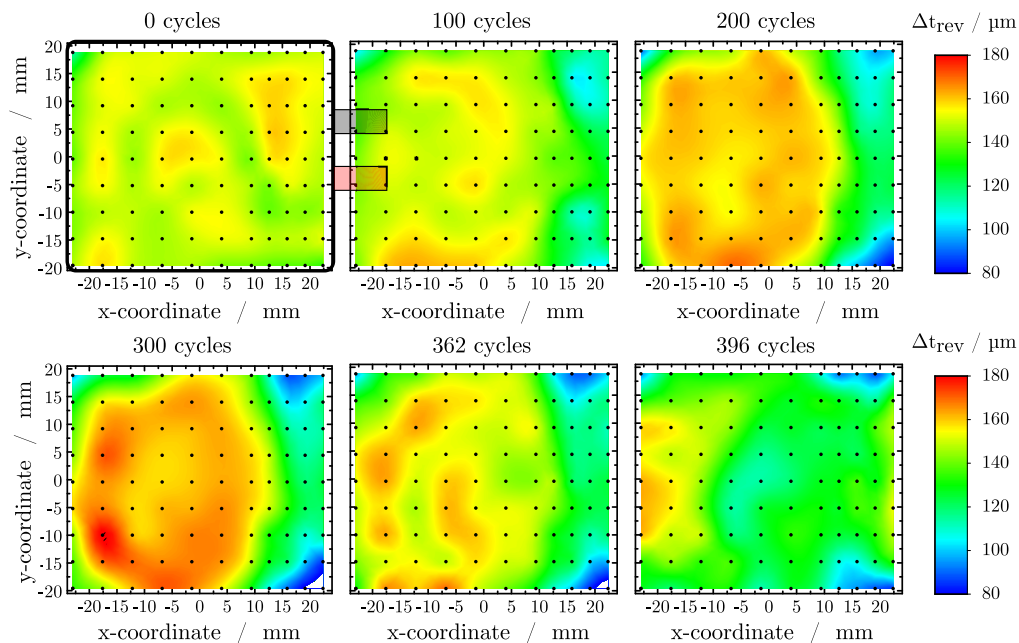 0 cycles 100 cycles 200 cycles Δt_rev / μm
20 15 10 5 0 -5 -10 -15 -20
y-coordinate / mm
180 160 140 120 100 80
-20 -15 -10 -5 0 5 10 15 20 -20 -15 -10 -5 0 5 10 15 20 -20 -15 -10 -5 0 5 10 15 20
x-coordinate / mm x-coordinate / mm x-coordinate / mm
300 cycles 362 cycles 396 cycles Δt_rev / μm
20 15 10 5 0 -5 -10 -15 -20
y-coordinate / mm
180 160 140 120 100 80
-20 -15 -10 -5 0 5 10 15 20 -20 -15 -10 -5 0 5 10 15 20 -20 -15 -10 -5 0 5 10 15 20
x-coordinate / mm x-coordinate / mm x-coordinate / mm